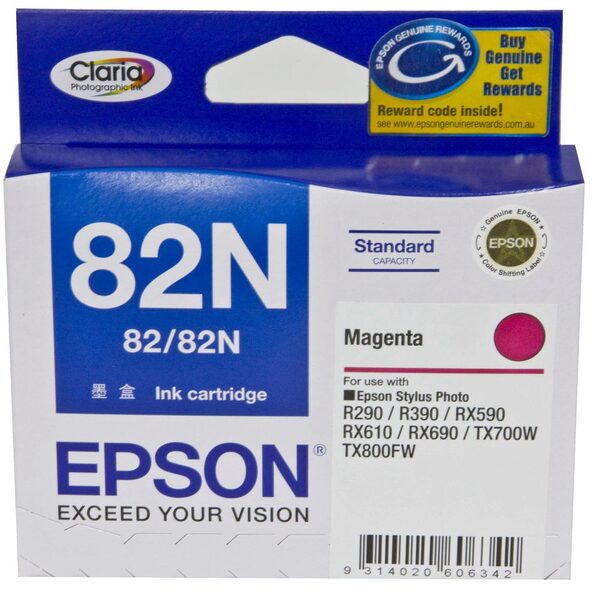 Claria
Photographic Ink
EPSON GENUINE REWARDS
Buy
Genuine
Get
Rewards
Reward code inside!
see www.epsongenuinerewards.com.au
82N
82/82N
墨盒 Ink cartridge
EPSON®
EXCEED YOUR VISION
Standard
CAPACITY
Genuine EPSON
EPSON
Color Shifting Label
Magenta
For use with
■Epson Stylus Photo
R290 / R390 / RX590
RX610 / RX690 / TX700W
TX800FW
9 314020 606342